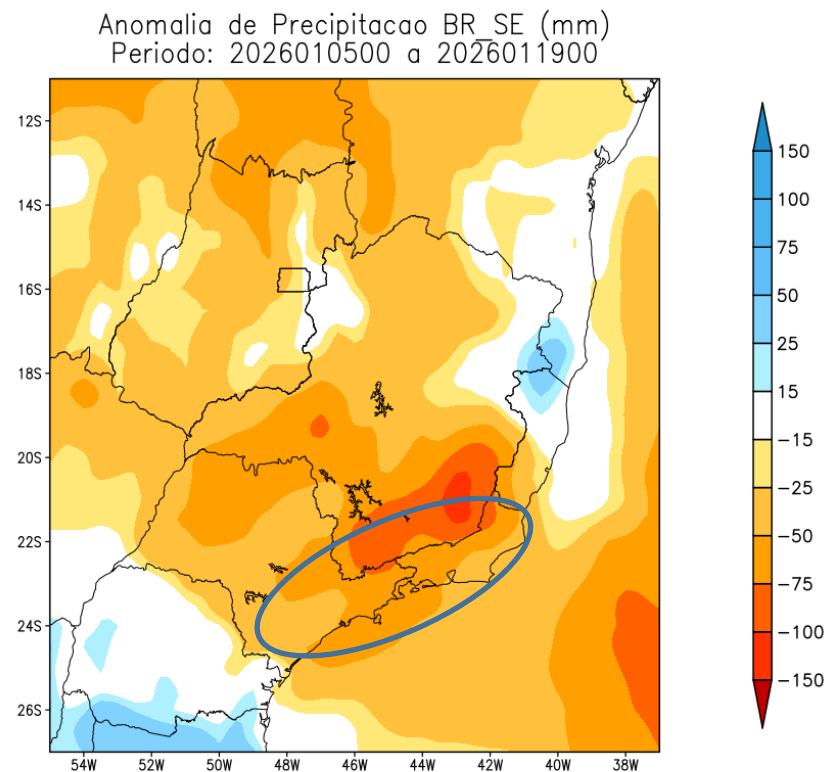 Anomalia de Precipitacao BR_SE (mm)
Periodo: 2026010500 a 2026011900
12S
14S
16S
18S
20S
22S
24S
26S
54W 52W 50W 48W 46W 44W 42W 40W 38W
150
100
75
50
25
15
-15
-25
-50
-75
-100
-150